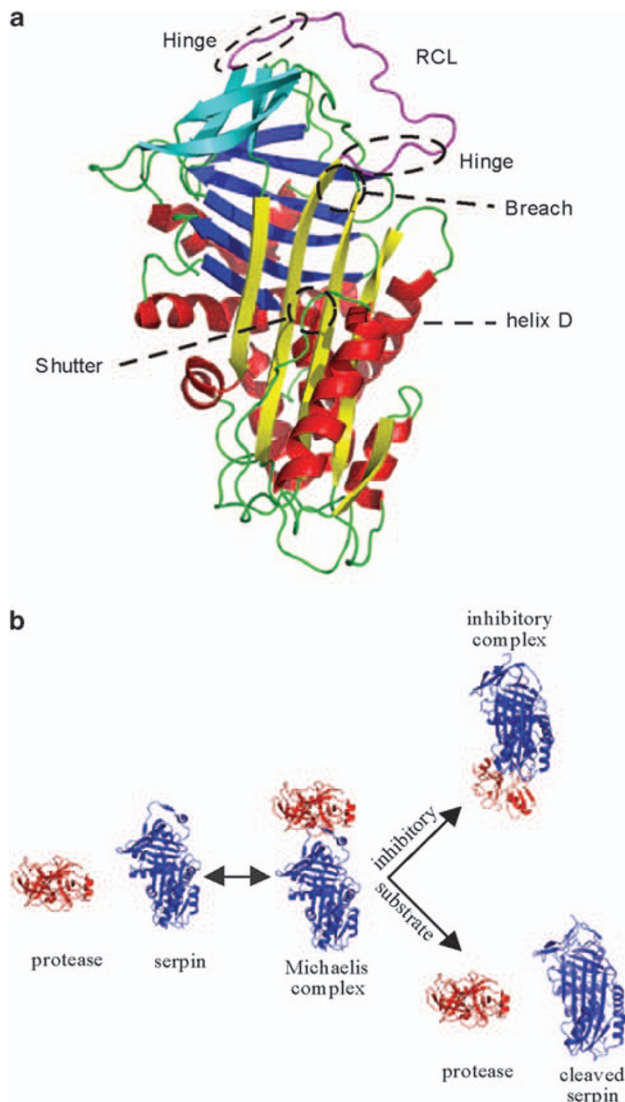 a
Hinge
RCL
Hinge
Breach
helix D
Shutter
b
inhibitory
complex
inhibitory
substrate
protease
serpin
Michaelis
complex
protease
cleaved
serpin